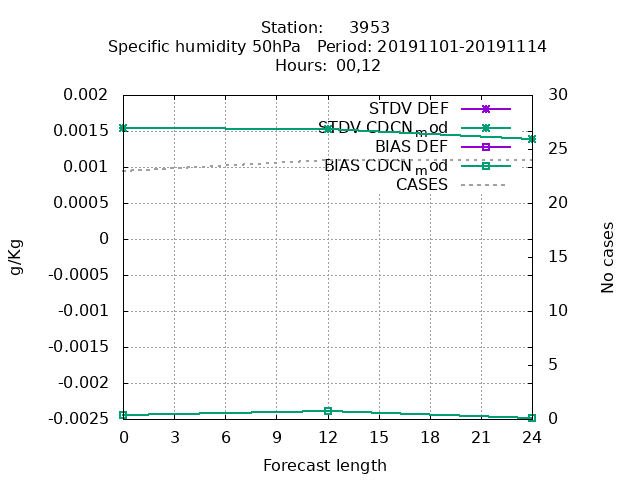 Station:     3953
Specific humidity 50hPa   Period: 20191101-20191114
Hours:  00,12
0.002
0.0015
0.001
0.0005
0
-0.0005
-0.001
-0.0015
-0.002
-0.0025
30
25
20
15
10
5
0
STDV DEF
STDV CDCN_mod
BIAS DEF
BIAS CDCN_mod
CASES
g/Kg
No cases
0 3 6 9 12 15 18 21 24
Forecast length